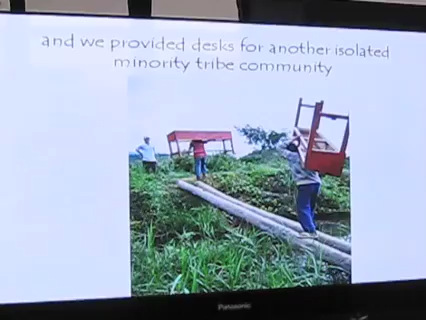 and we provided desks for another isolated
minority tribe community
Panasonic